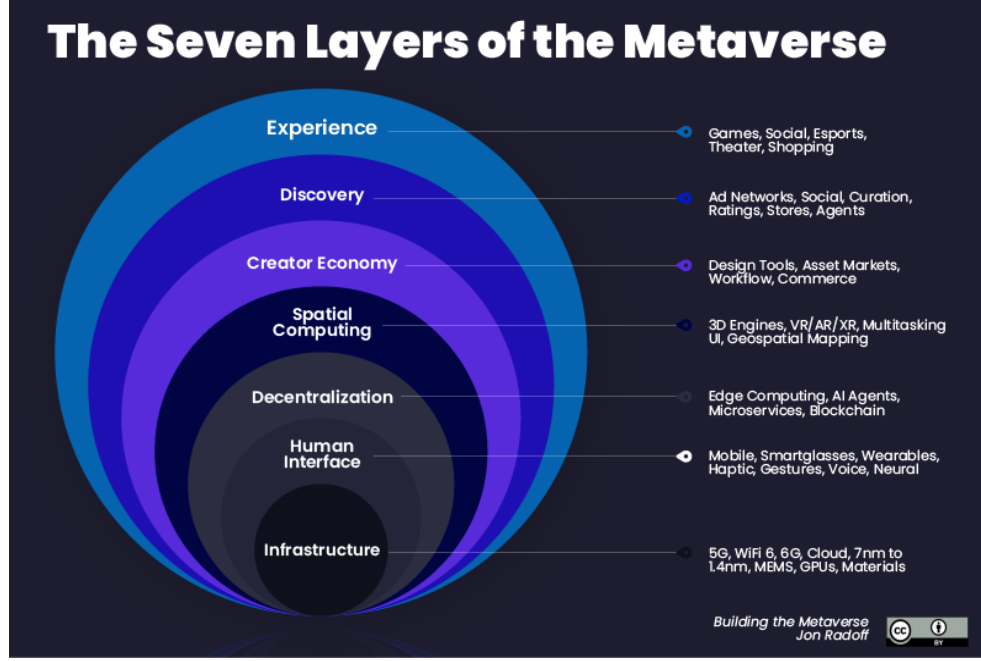 The Seven Layers of the Metaverse
Experience
Games, Social, Esports,
Theater, Shopping
Discovery
Ad Networks, Social, Curation,
Ratings, Stores, Agents
Creator Economy
Design Tools, Asset Markets,
Workflow, Commerce
Spatial
Computing
3D Engines, VR/AR/XR, Multitasking
UI, Geospatial Mapping
Decentralization
Edge Computing, AI Agents,
Microservices, Blockchain
Human
Interface
Mobile, Smartglasses, Wearables,
Haptic, Gestures, Voice, Neural
Infrastructure
5G, WiFi 6, 6G, Cloud, 7nm to
1.4nm, MEMS, GPUs, Materials
Building the Metaverse
Jon Radoff
cc
BY